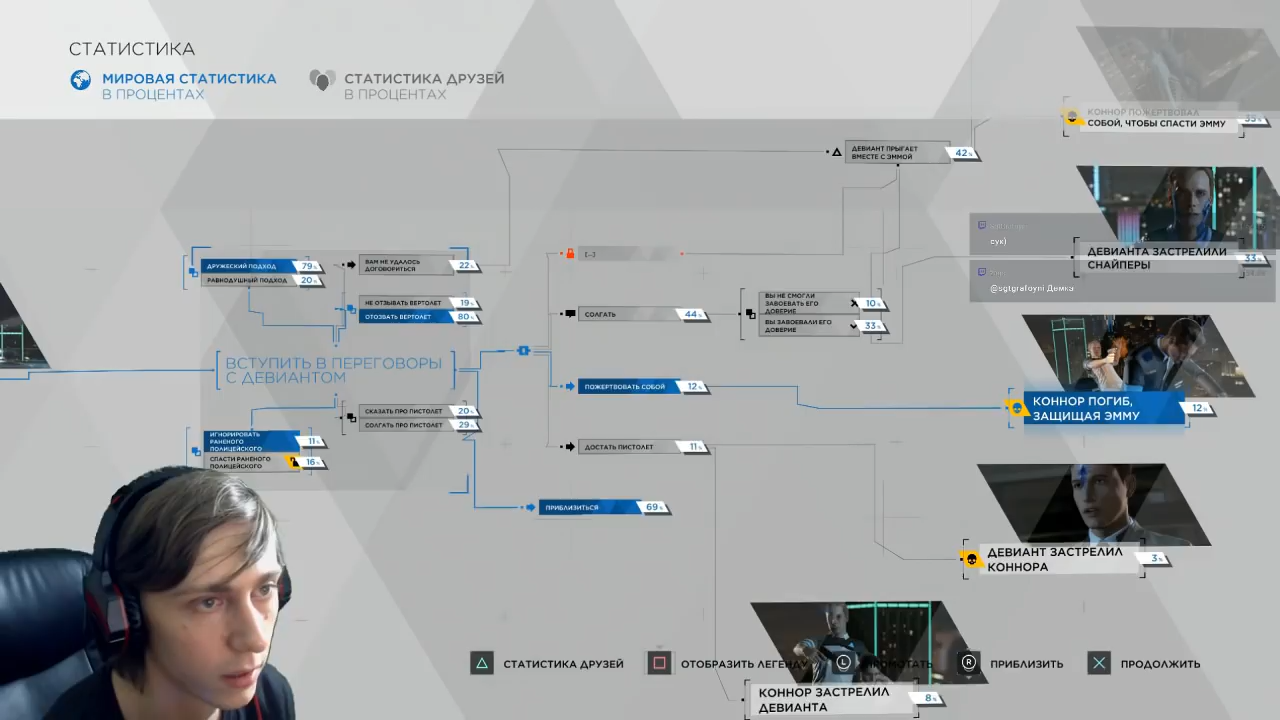 СТАТИСТИКА
МИРОВАЯ СТАТИСТИКА
В ПРОЦЕНТАХ
СТАТИСТИКА ДРУЗЕЙ
В ПРОЦЕНТАХ
КОННОР ПОЖЕРТВОВАЛ
СОБОЙ, ЧТОБЫ СПАСТИ ЭММУ
ДЕВИАНТ ПРЫГАЕТ
ВМЕСТЕ С ЭММОЙ
42%
сук)
ДЕВИАНТА ЗАСТРЕЛИЛИ
СНАЙПЕРЫ
33%
@sgtgrafoyni Демка
ДРУЖЕСКИЙ ПОДХОД 79%
РАВНОДУШНЫЙ ПОДХОД 20%
ВАМ НЕ УДАЛОСЬ
ДОГОВОРИТЬСЯ
22%
НЕ ОТЗЫВАТЬ ВЕРТОЛЕТ 19%
ОТОЗВАТЬ ВЕРТОЛЕТ 80%
[...]
СОЛГАТЬ 44%
ВЫ НЕ СМОГЛИ
ЗАВОЕВАТЬ ЕГО
ДОВЕРИЕ
10%
ВЫ ЗАВОЕВАЛИ ЕГО
ДОВЕРИЕ
33%
ВСТУПИТЬ В ПЕРЕГОВОРЫ
С ДЕВИАНТОМ
ПОЖЕРТВОВАТЬ СОБОЙ 12%
КОННОР ПОГИБ,
ЗАЩИЩАЯ ЭММУ
12%
СКАЗАТЬ ПРО ПИСТОЛЕТ 20%
СОЛГАТЬ ПРО ПИСТОЛЕТ 29%
ИГНОРИРОВАТЬ
РАНЕНОГО
ПОЛИЦЕЙСКОГО
11%
СПАСТИ РАНЕНОГО
ПОЛИЦЕЙСКОГО
16%
ДОСТАТЬ ПИСТОЛЕТ 11%
ПРИБЛИЗИТЬСЯ 69%
ДЕВИАНТ ЗАСТРЕЛИЛ
КОННОРА
3%
СТАТИСТИКА ДРУЗЕЙ
ОТОБРАЗИТЬ ЛЕГЕНДУ
L
ПРОМОТАТЬ
R
ПРИБЛИЗИТЬ
ПРОДОЛЖИТЬ
КОННОР ЗАСТРЕЛИЛ
ДЕВИАНТА
8%